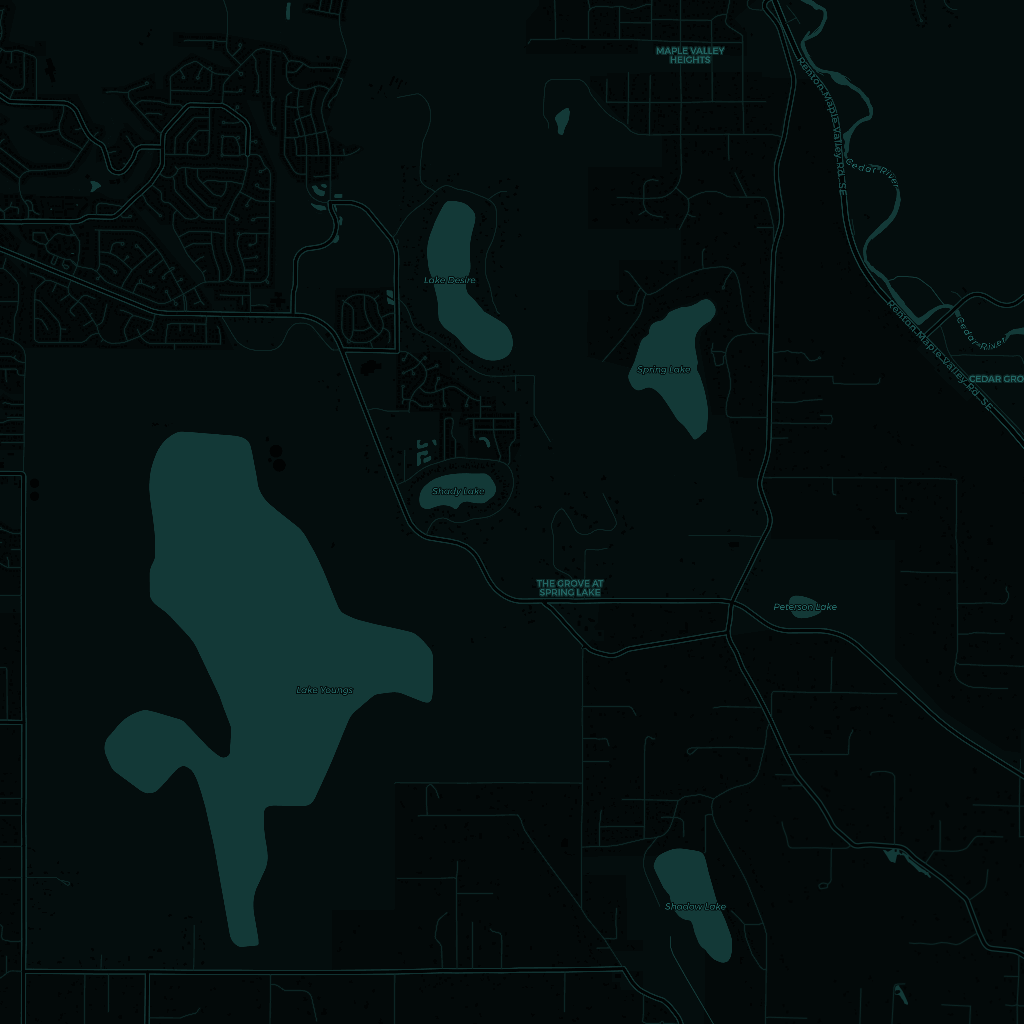 MAPLE VALLEY
HEIGHTS
Renton Maple Valley Rd SE
Cedar River
Lake Desire
Renton Maple Valley Rd. SE
Cedar River
Spring Lake
CEDAR GRO
Shady Lake
THE GROVE AT
SPRING LAKE
Peterson Lake
Lake Youngs
Shadow Lake